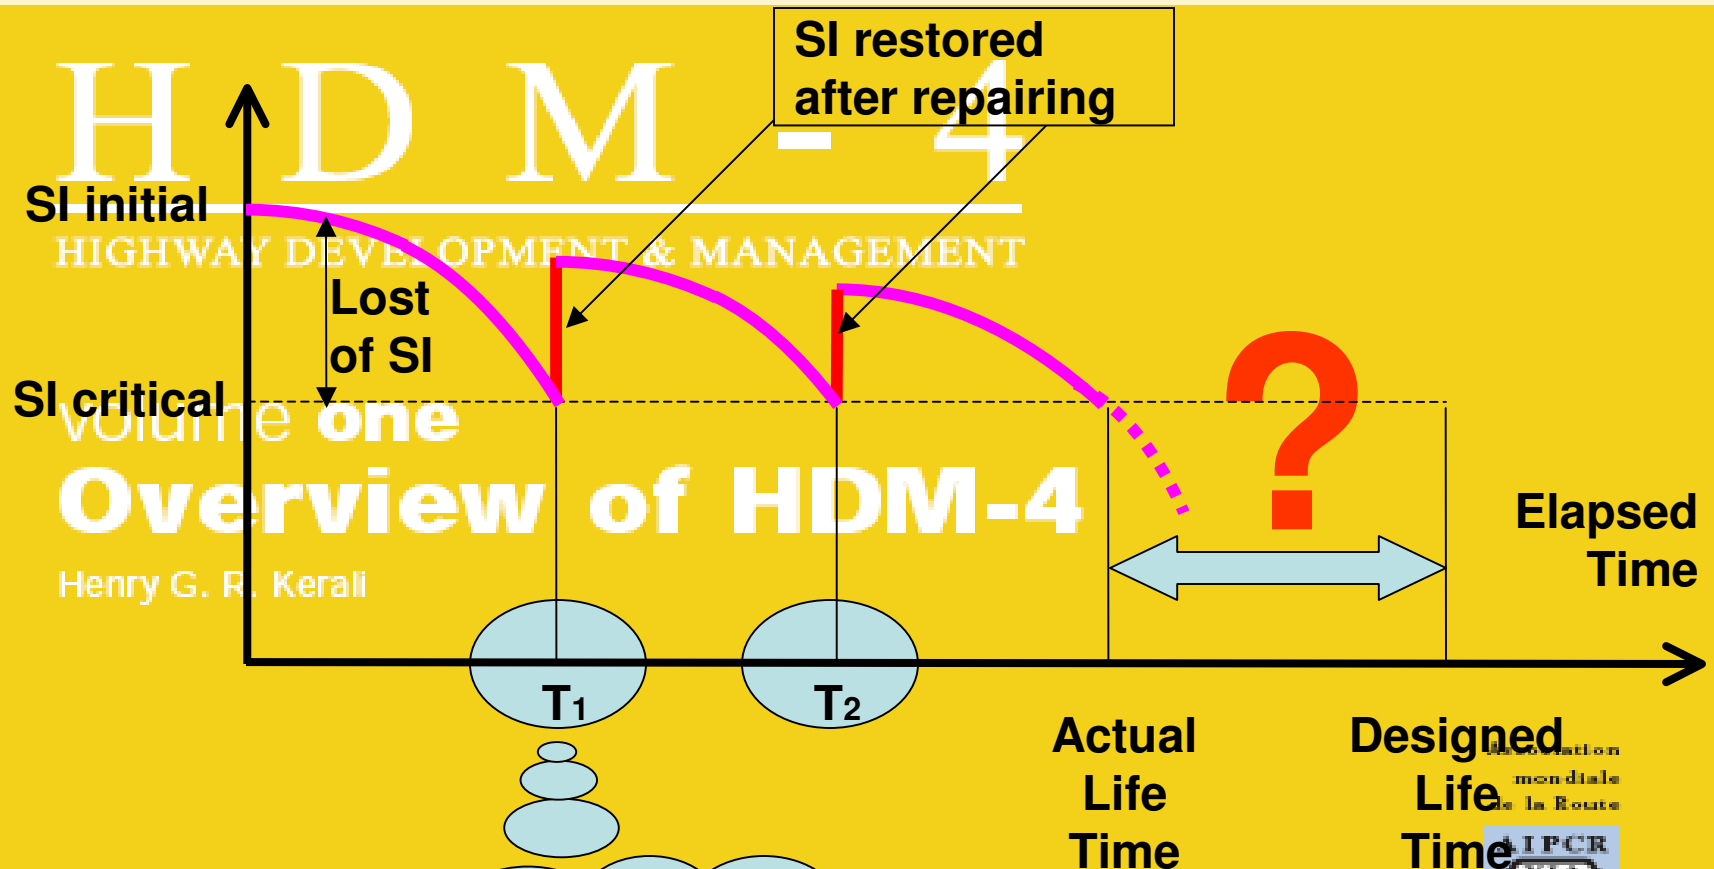 SI restored
after repairing
H D M - 4
SI initial
HIGHWAY DEVELOPMENT & MANAGEMENT
Lost
of SI
SI critical
volume one
Overview of HDM-4
Henry G. R. Kerali
?
Elapsed
Time
T1
T2
Actual
Life
Time
Designed
Life
Time
Association
mondiale
de la Route
AIPCR